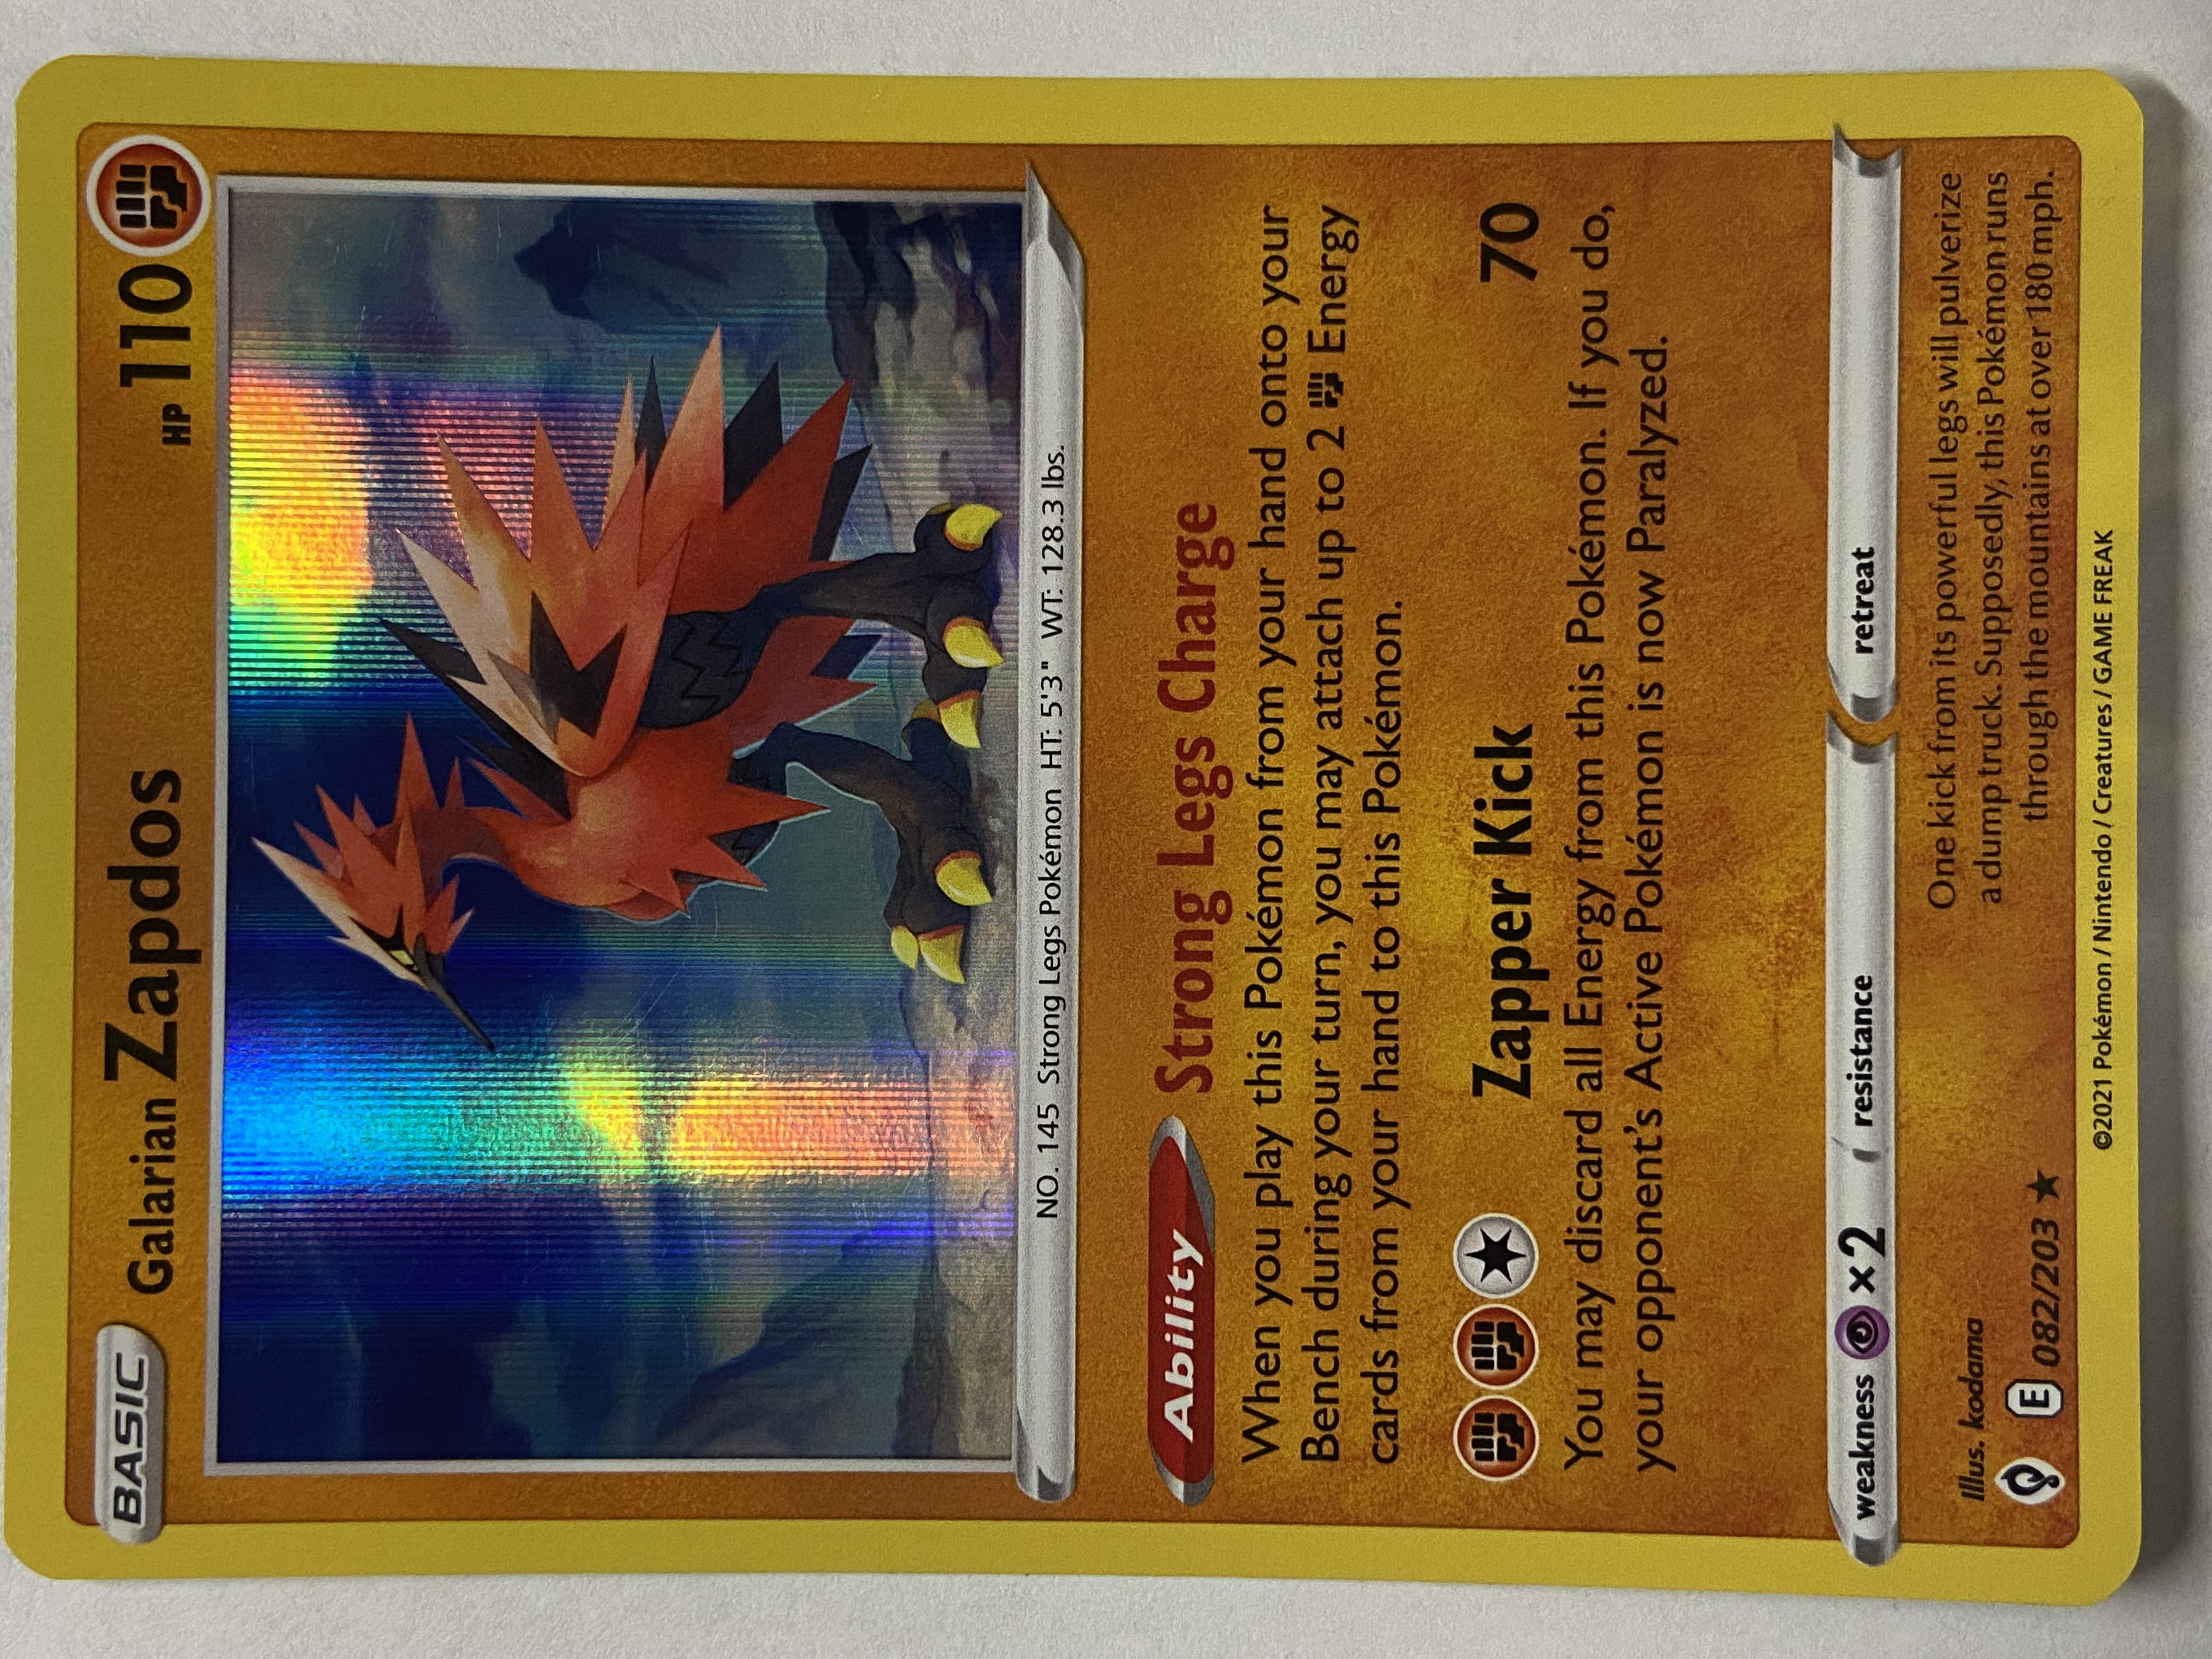 BASIC
Galarian Zapdos HP 110
NO. 145 Strong Legs Pokémon HT: 5'3" WT: 128.3 lbs.
Ability Strong Legs Charge
When you play this Pokémon from your hand onto your
Bench during your turn, you may attach up to 2 Energy
cards from your hand to this Pokémon.
Zapper Kick 70
You may discard all Energy from this Pokémon. If you do,
your opponent's Active Pokémon is now Paralyzed.
weakness ×2 resistance retreat
Illus. kodama
E 082/203 ★
One kick from its powerful legs will pulverize
a dump truck. Supposedly, this Pokémon runs
through the mountains at over 180 mph.
©2021 Pokémon / Nintendo / Creatures / GAME FREAK